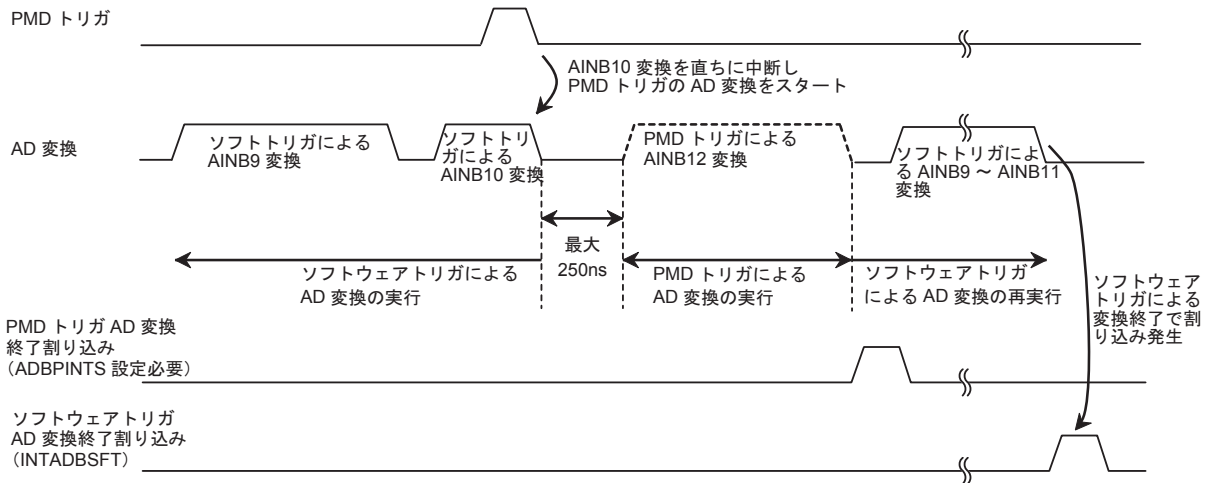 PMD トリガ
AINB10 変換を直ちに中断し
PMD トリガの AD 変換をスタート
AD 変換
ソフトトリガによる
AINB9 変換
ソフトトリ
ガによる
AINB10 変換
PMD トリガによる
AINB12 変換
ソフトトリガによ
る AINB9 ～ AINB11
変換
最大
250ns
ソフトウェアトリガによる
AD 変換の実行
PMD トリガによる
AD 変換の実行
ソフトウェアトリガ
による AD 変換の再実行
ソフトウェア
トリガによる
変換終了で割
り込み発生
PMD トリガ AD 変換
終了割り込み
（ADBPINTS 設定必要）
ソフトウェアトリガ
AD 変換終了割り込み
（INTADBSFT）